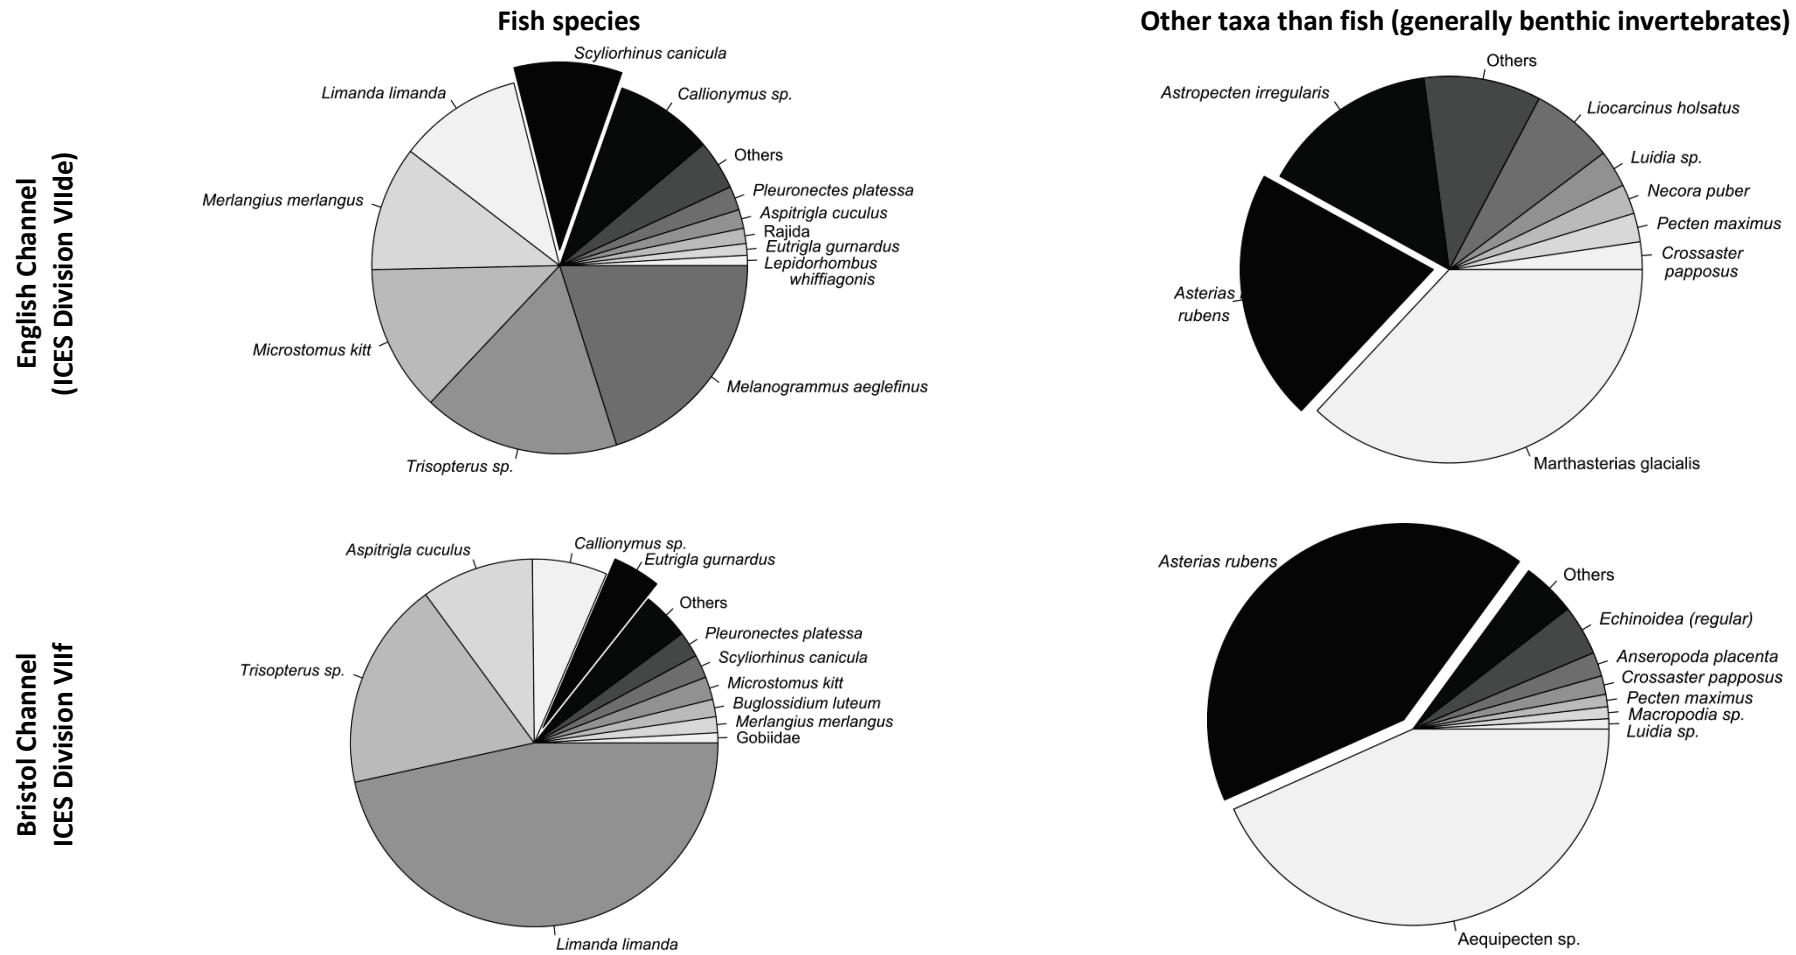 Fish species
Other taxa than fish (generally benthic invertebrates)
English Channel
(ICES Division VIIde)
Scyliorhinus canicula
Limanda limanda
Callionymus sp.
Others
Merlangius merlangus
Pleuronectes platessa
Aspitrigla cuculus
Rajida
Eutrigla gurnardus
Lepidorhombus
whiffiagonis
Microstomus kitt
Melanogrammus aeglefinus
Trisopterus sp.
Others
Astropecten irregularis
Liocarcinus holsatus
Luidia sp.
Necora puber
Pecten maximus
Crossaster
papposus
Asterias
rubens
Marthasterias glacialis
Bristol Channel
ICES Division VIIf
Callionymus sp.
Aspitrigla cuculus
Eutrigla gurnardus
Others
Pleuronectes platessa
Scyliorhinus canicula
Trisopterus sp.
Microstomus kitt
Buglossidium luteum
Merlangius merlangus
Gobiidae
Limanda limanda
Asterias rubens
Others
Echinoidea (regular)
Anseropoda placenta
Crossaster papposus
Pecten maximus
Macropodia sp.
Luidia sp.
Aequipecten sp.